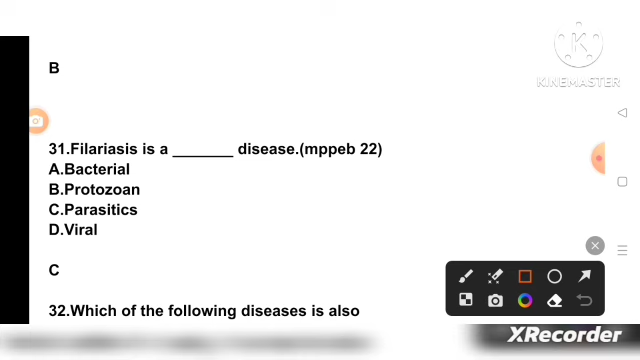 B
K
KINEMASTER
31.Filariasis is a _______ disease.(mppeb 22)
A.Bacterial
B.Protozoan
C.Parasitics
D.Viral
C
32.Which of the following diseases is also
XRecorder